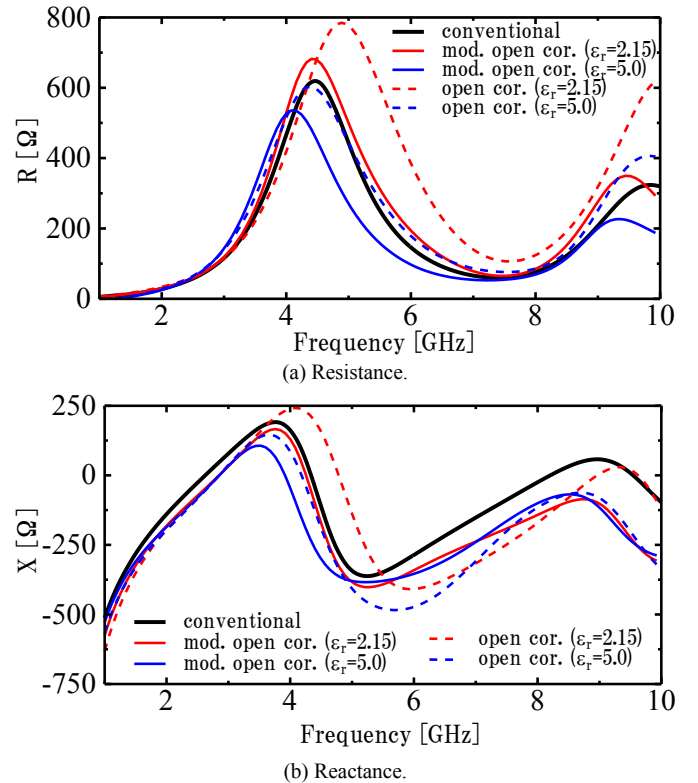 800
600
400
200
0
R [Ω]
conventional
mod. open cor. (εr=2.15)
mod. open cor. (εr=5.0)
open cor. (εr=2.15)
open cor. (εr=5.0)
2 4 6 8 10
Frequency [GHz]
(a) Resistance.
250
0
-250
-500
-750
X [Ω]
conventional
mod. open cor. (εr=2.15) open cor. (εr=2.15)
mod. open cor. (εr=5.0) open cor. (εr=5.0)
2 4 6 8 10
Frequency [GHz]
(b) Reactance.